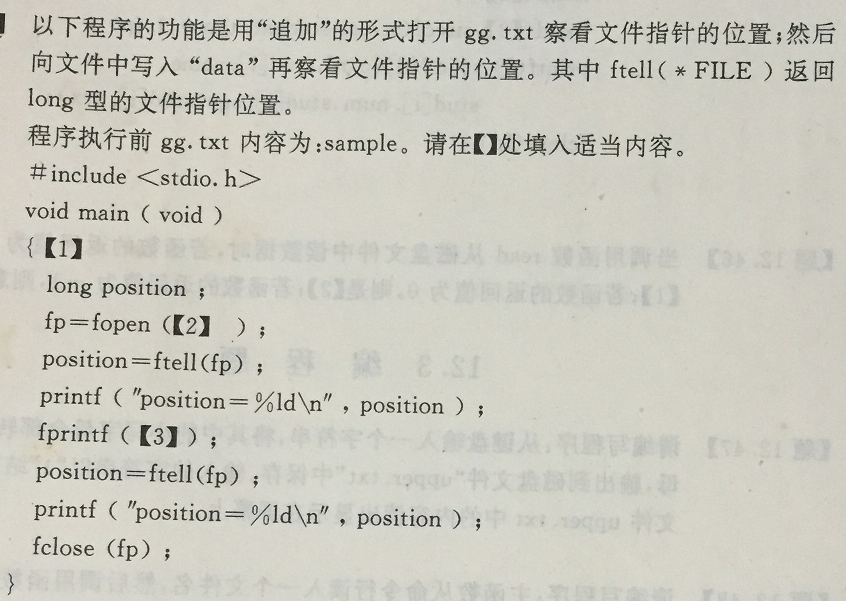 以下程序的功能是用“追加”的形式打开 gg.txt 察看文件指针的位置;然后
向文件中写入“data”再察看文件指针的位置。其中 ftell(*FILE)返回
long 型的文件指针位置。
程序执行前 gg.txt 内容为:sample。请在【】处填入适当内容。
#include <stdio.h>
void main ( void )
{【1】
long position ;
fp=fopen (【2】 ) ;
position=ftell(fp) ;
printf ( "position=%ld\n" , position ) ;
fprintf (【3】) ;
position=ftell(fp) ;
printf ( "position=%ld\n" , position ) ;
fclose (fp) ;
}